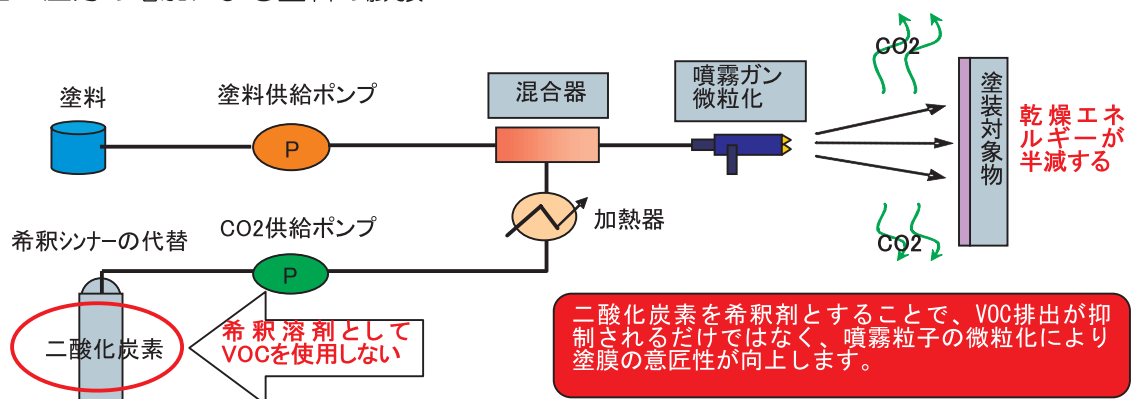 塗料
塗料供給ポンプ
P
混合器
噴霧ガン
微粒化
CO2
塗装対象物
乾燥エネ
ルギーが
半減する
加熱器
CO2
希釈シンナーの代替
CO2供給ポンプ
P
二酸化炭素
希釈溶剤として
VOCを使用しない
二酸化炭素を希釈剤とすることで、VOC排出が抑
制されるだけではなく、噴霧粒子の微粒化により
塗膜の意匠性が向上します。